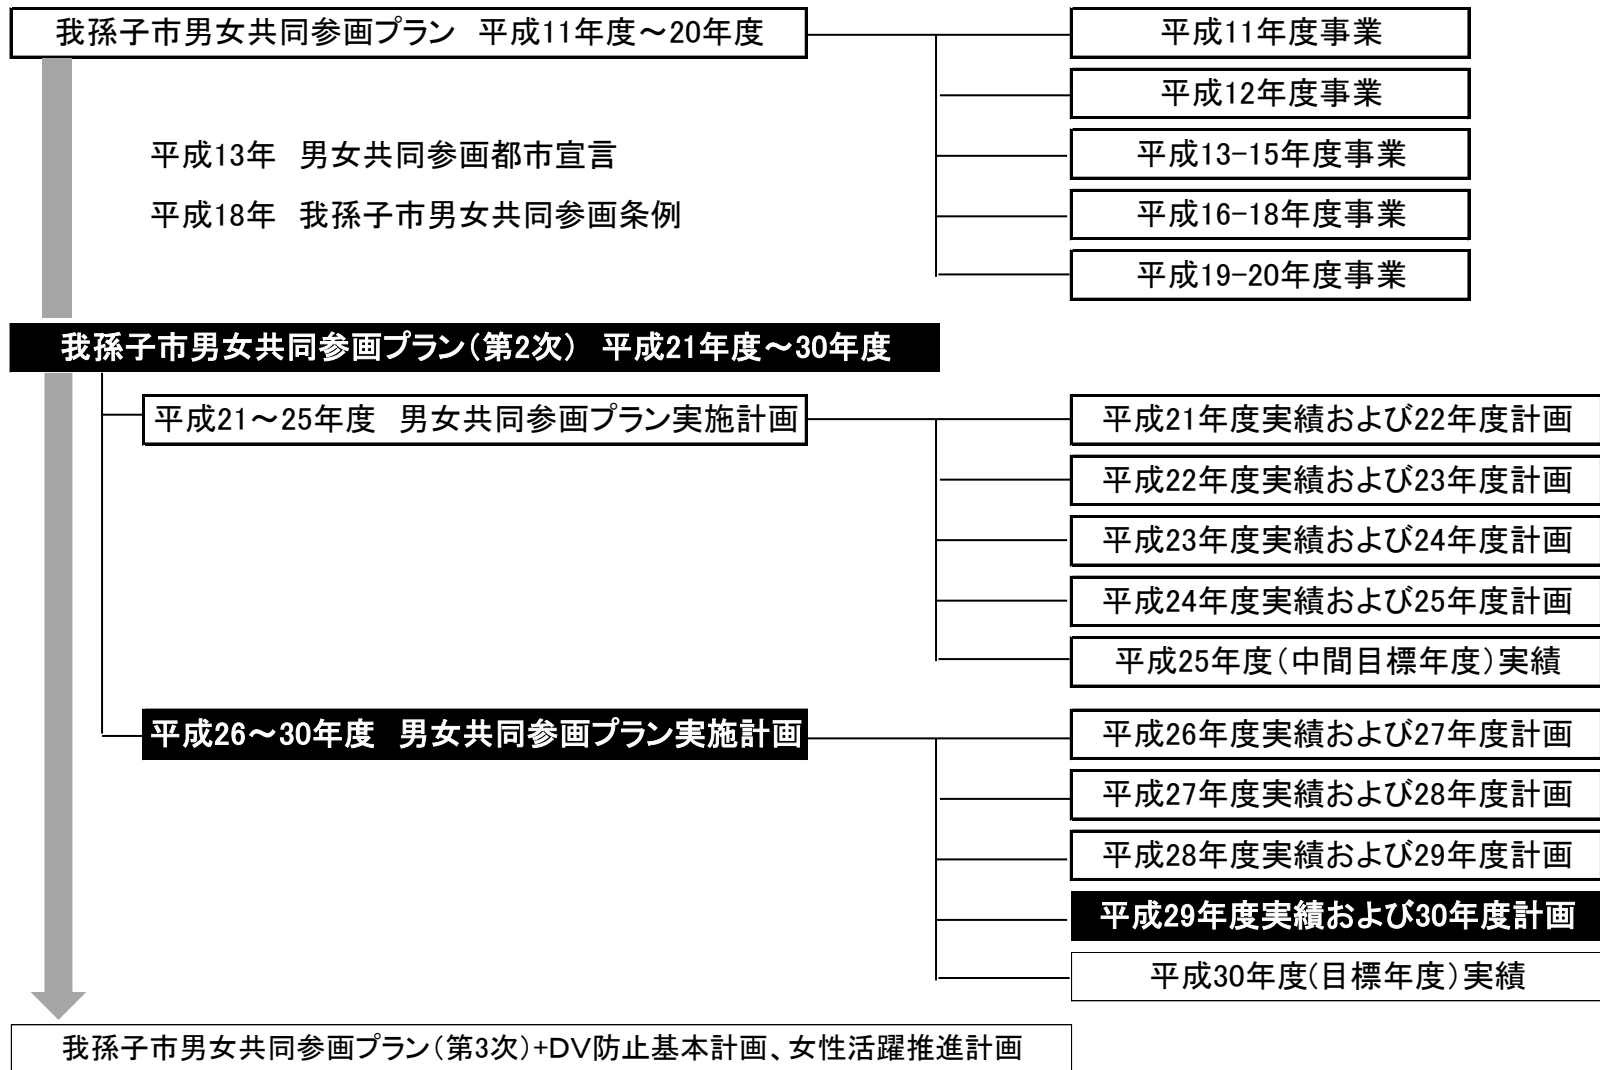 我孫子市男女共同参画プラン　平成11年度～20年度
平成11年度事業
平成12年度事業
平成13年　男女共同参画都市宣言
平成13-15年度事業
平成18年　我孫子市男女共同参画条例
平成16-18年度事業
平成19-20年度事業
我孫子市男女共同参画プラン（第2次）　平成21年度～30年度
平成21～25年度　男女共同参画プラン実施計画
平成21年度実績および22年度計画
平成22年度実績および23年度計画
平成23年度実績および24年度計画
平成24年度実績および25年度計画
平成25年度（中間目標年度）実績
平成26～30年度　男女共同参画プラン実施計画
平成26年度実績および27年度計画
平成27年度実績および28年度計画
平成28年度実績および29年度計画
平成29年度実績および30年度計画
平成30年度(目標年度）実績
我孫子市男女共同参画プラン（第3次）+DV防止基本計画、女性活躍推進計画